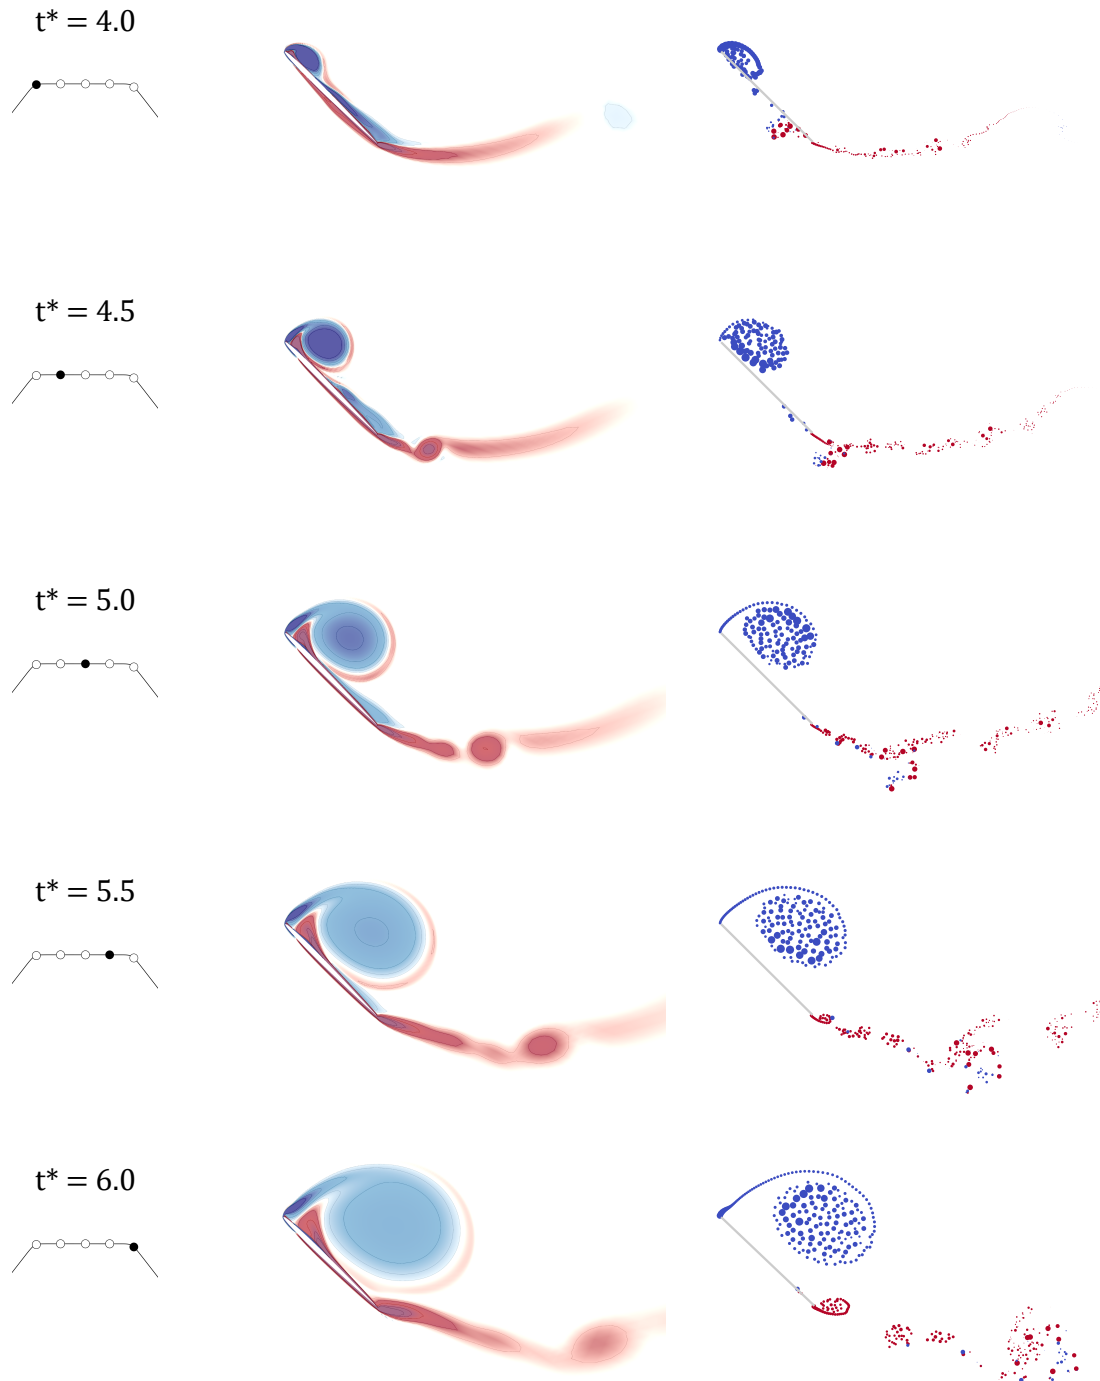 t* = 4.0
t* = 4.5
t* = 5.0
t* = 5.5
t* = 6.0